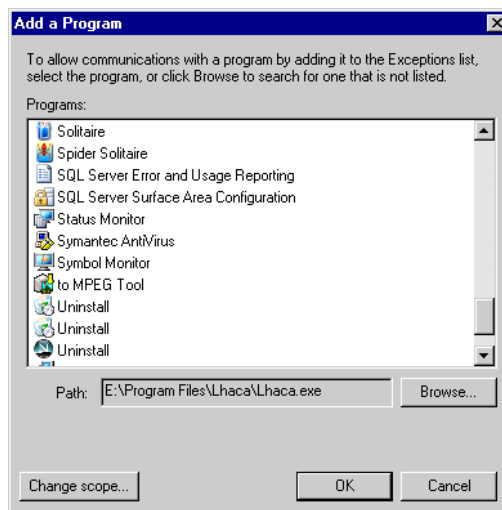 Add a Program
To allow communications with a program by adding it to the Exceptions list,
select the program, or click Browse to search for one that is not listed.
Programs:
Solitaire
Spider Solitaire
SQL Server Error and Usage Reporting
SQL Server Surface Area Configuration
Status Monitor
Symantec AntiVirus
Symbol Monitor
to MPEG Tool
Uninstall
Uninstall
Uninstall
Path: E:\Program Files\Lhaca\Lhaca.exe Browse...
Change scope... OK Cancel